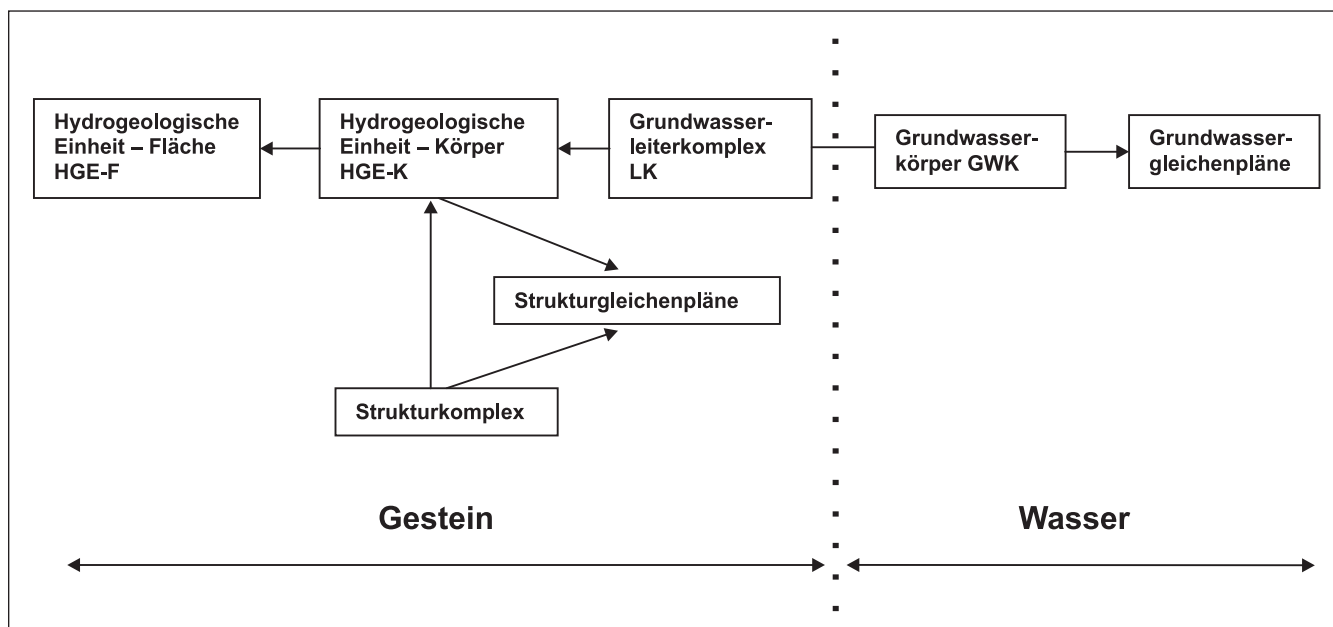 Hydrogeologische
Einheit – Fläche
HGE-F
Hydrogeologische
Einheit – Körper
HGE-K
Grundwasser-
leiterkomplex
LK
Grundwasser-
körper GWK
Grundwasser-
gleichenpläne
Strukturgleichenpläne
Strukturkomplex
Gestein
Wasser